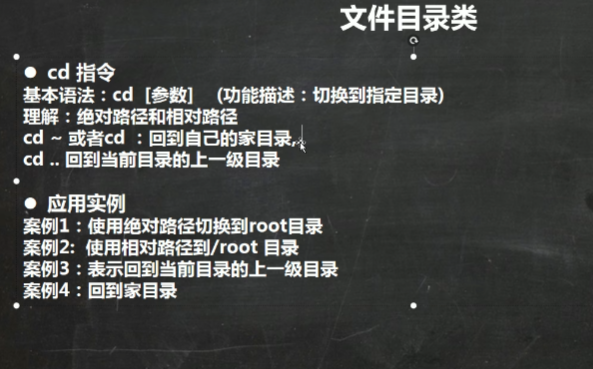 文件目录类
● cd 指令
基本语法：cd [参数] (功能描述：切换到指定目录)
理解：绝对路径和相对路径
cd ~ 或者cd ：回到自己的家目录,
cd .. 回到当前目录的上一级目录
● 应用实例
案例1：使用绝对路径切换到root目录
案例2: 使用相对路径到/root 目录
案例3：表示回到当前目录的上一级目录
案例4：回到家目录